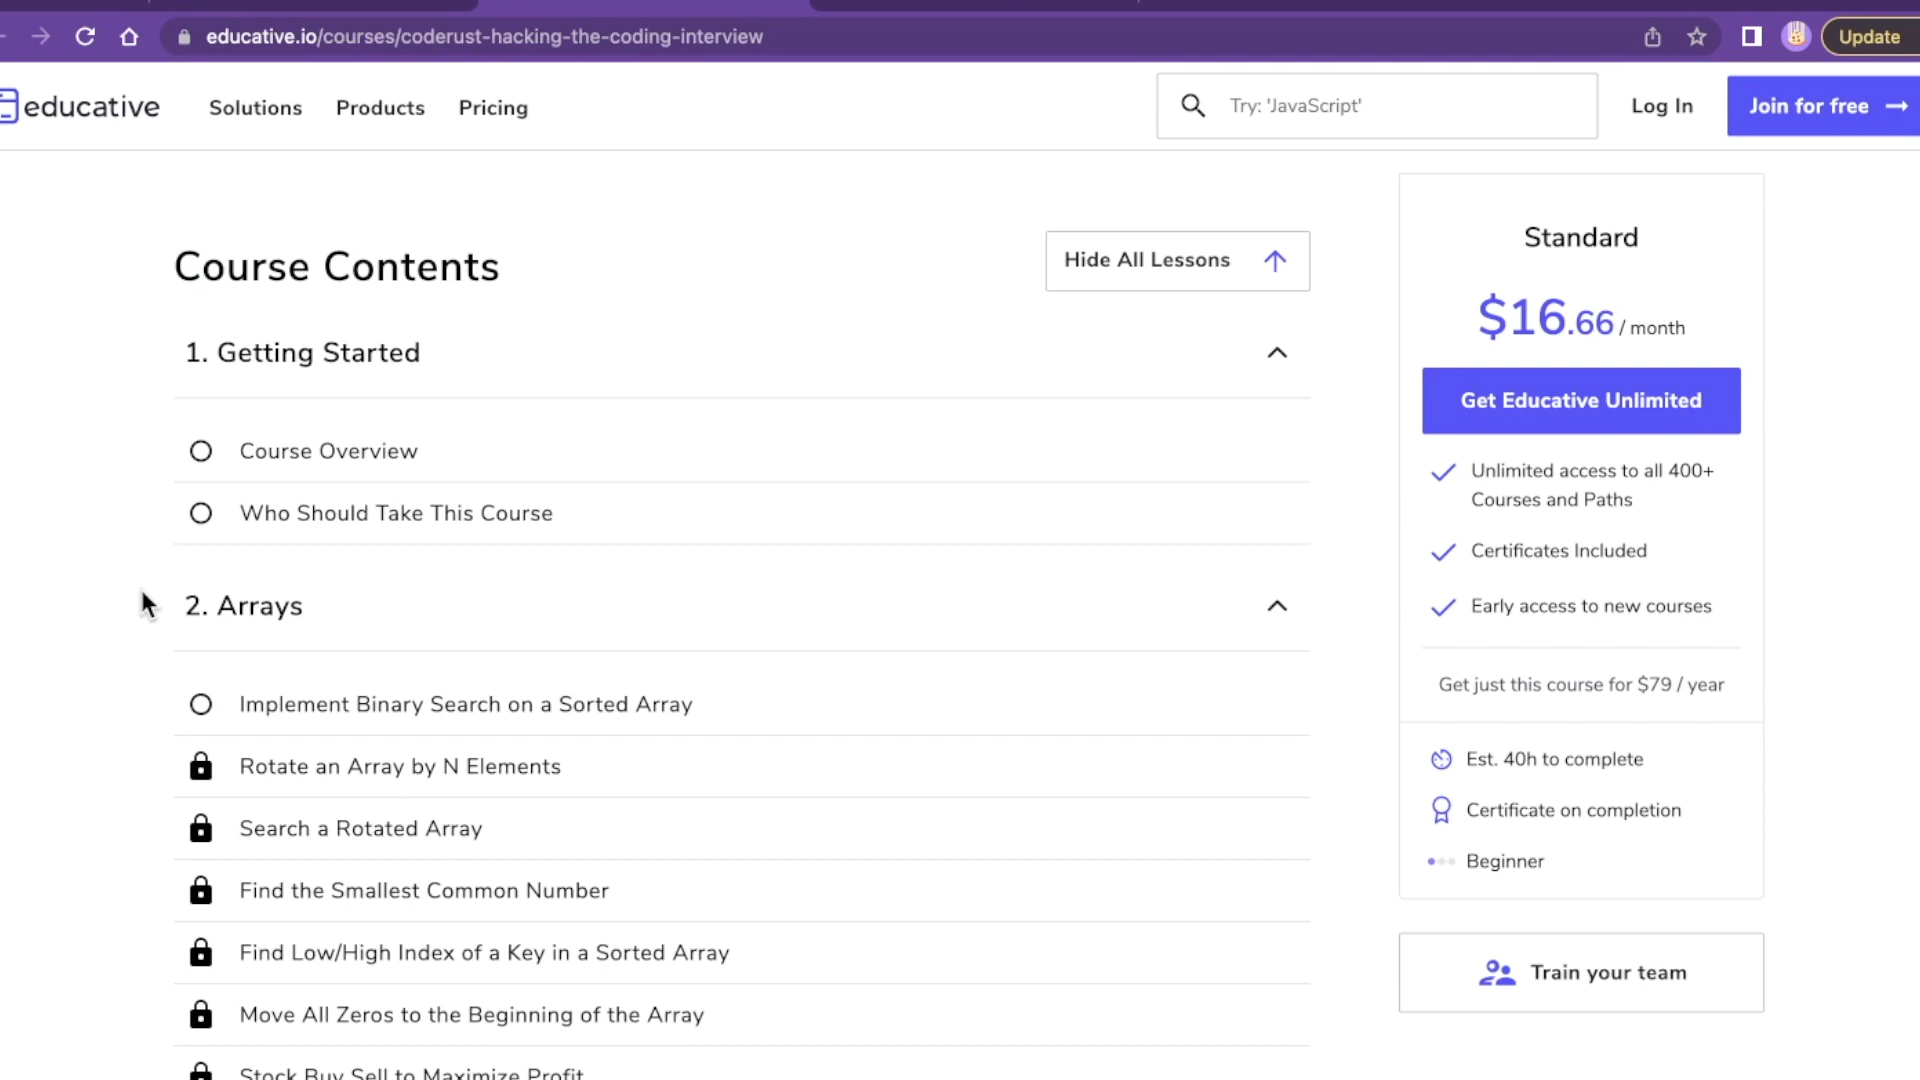 educative.io/courses/coderust-hacking-the-coding-interview
Update
educative
Solutions
Products
Pricing
Try: 'JavaScript'
Log In
Join for free
Course Contents
Hide All Lessons
1. Getting Started
Course Overview
Who Should Take This Course
2. Arrays
Implement Binary Search on a Sorted Array
Rotate an Array by N Elements
Search a Rotated Array
Find the Smallest Common Number
Find Low/High Index of a Key in a Sorted Array
Move All Zeros to the Beginning of the Array
Stock Buy Sell to Maximize Profit
Standard
$16.66 / month
Get Educative Unlimited
Unlimited access to all 400+
Courses and Paths
Certificates Included
Early access to new courses
Get just this course for $79 / year
Est. 40h to complete
Certificate on completion
Beginner
Train your team